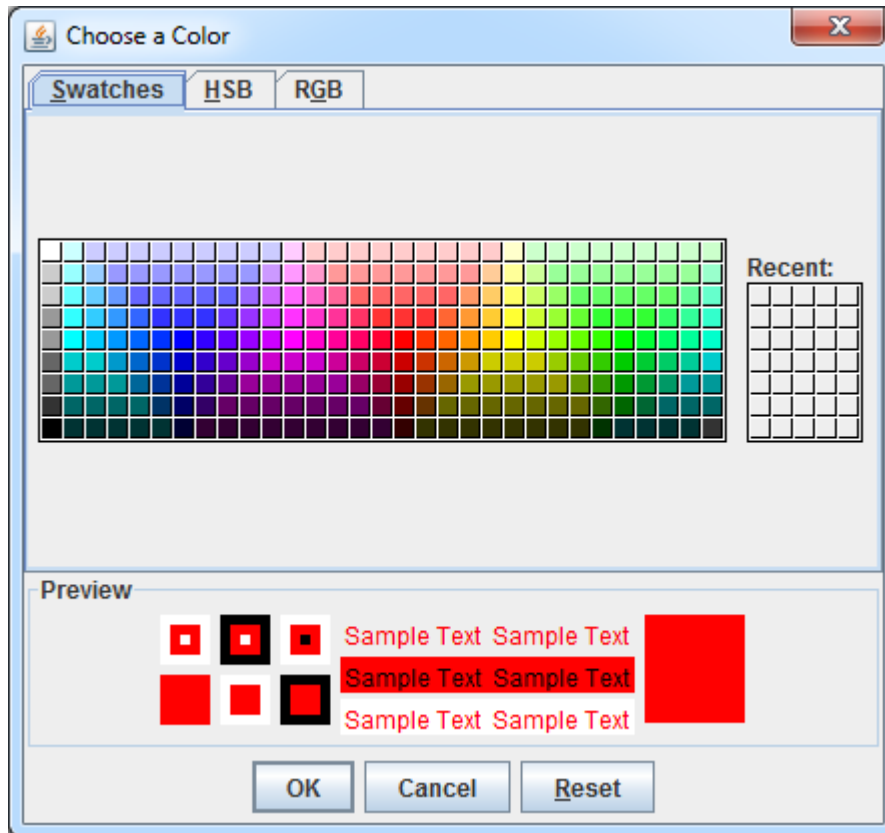 Choose a Color
Swatches HSB RGB
Recent:
Preview
Sample Text Sample Text
Sample Text Sample Text
Sample Text Sample Text
OK Cancel Reset